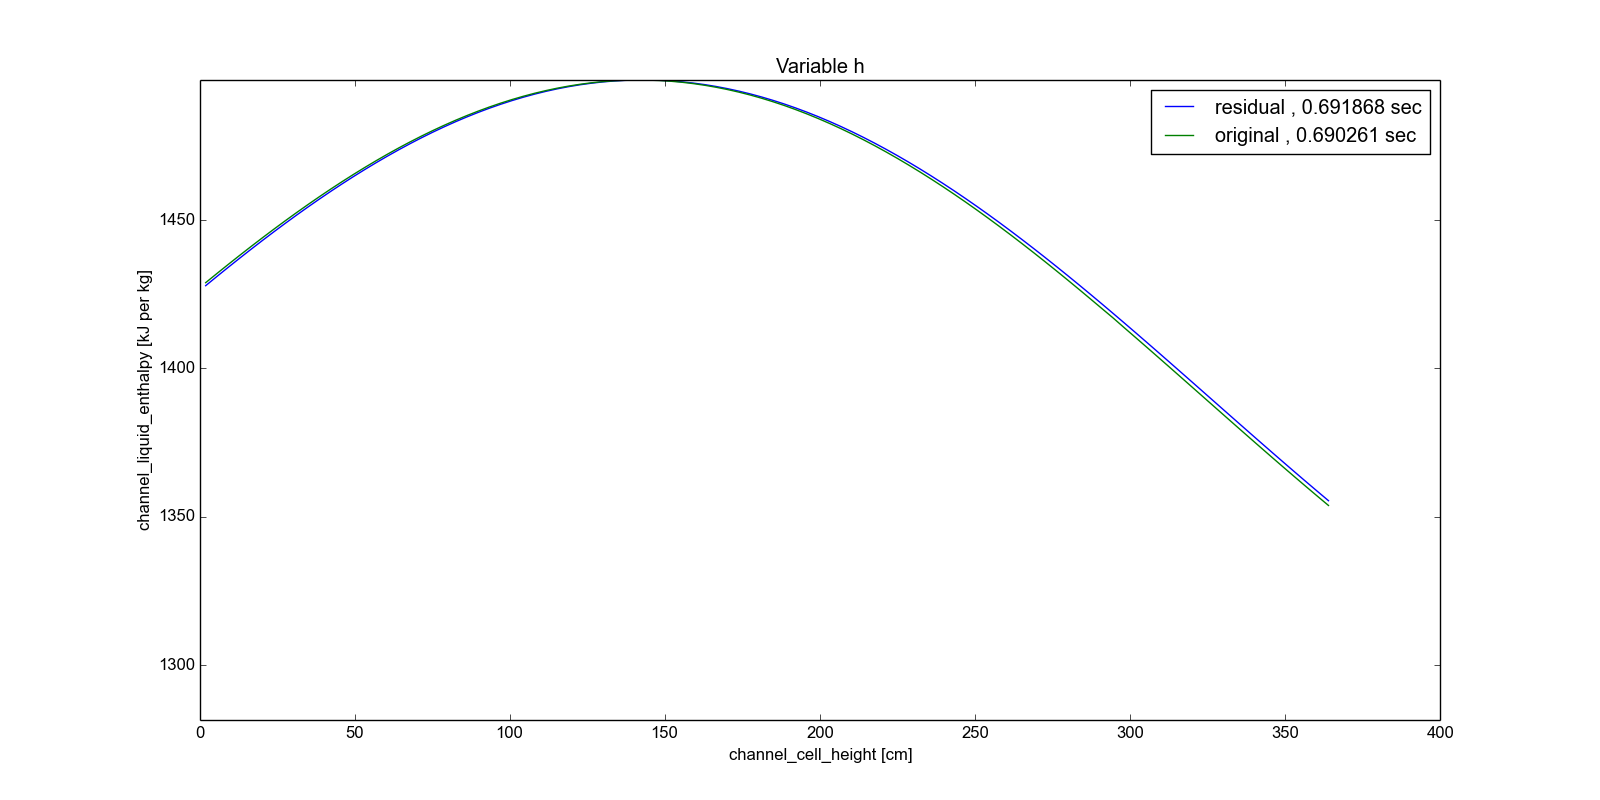 Variable h
residual , 0.691868 sec
original , 0.690261 sec
channel_liquid_enthalpy [kJ per kg]
1450
1400
1350
1300
0 50 100 150 200 250 300 350 400
channel_cell_height [cm]